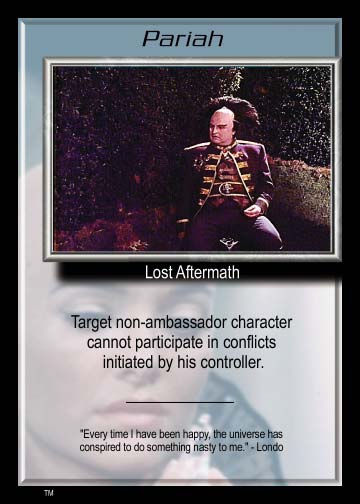 Pariah
Lost Aftermath
Target non-ambassador character
cannot participate in conflicts
initiated by his controller.
"Every time I have been happy, the universe has
conspired to do something nasty to me." - Londo
TM